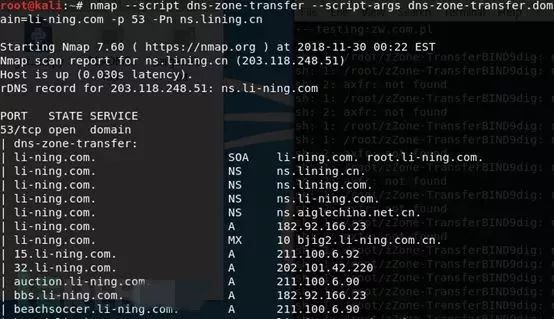 root@kali:~# nmap --script dns-zone-transfer --script-args dns-zone-transfer.dom
ain=li-ning.com -p 53 -Pn ns.lining.cn
Starting Nmap 7.60 ( https://nmap.org ) at 2018-11-30 00:22 EST
Nmap scan report for ns.lining.cn (203.118.248.51)
Host is up (0.030s latency).
rDNS record for 203.118.248.51: ns.li-ning.com
PORT   STATE SERVICE
53/tcp open  domain
| dns-zone-transfer:
| li-ning.com.            SOA    li-ning.com. root.li-ning.com.
| li-ning.com.            NS     ns.lining.cn.
| li-ning.com.            NS     ns.lining.com.
| li-ning.com.            NS     ns.li-ning.com.
| li-ning.com.            NS     ns.aiglechina.net.cn.
| li-ning.com.            A      182.92.166.23
| li-ning.com.            MX     10 bjig2.li-ning.com.cn.
| 15.li-ning.com.         A      211.100.6.92
| 32.li-ning.com.         A      202.101.42.220
| auction.li-ning.com.    A      211.100.6.90
| bbs.li-ning.com.        A      182.92.166.23
| beachsoccer.li-ning.com. A     211.100.6.90